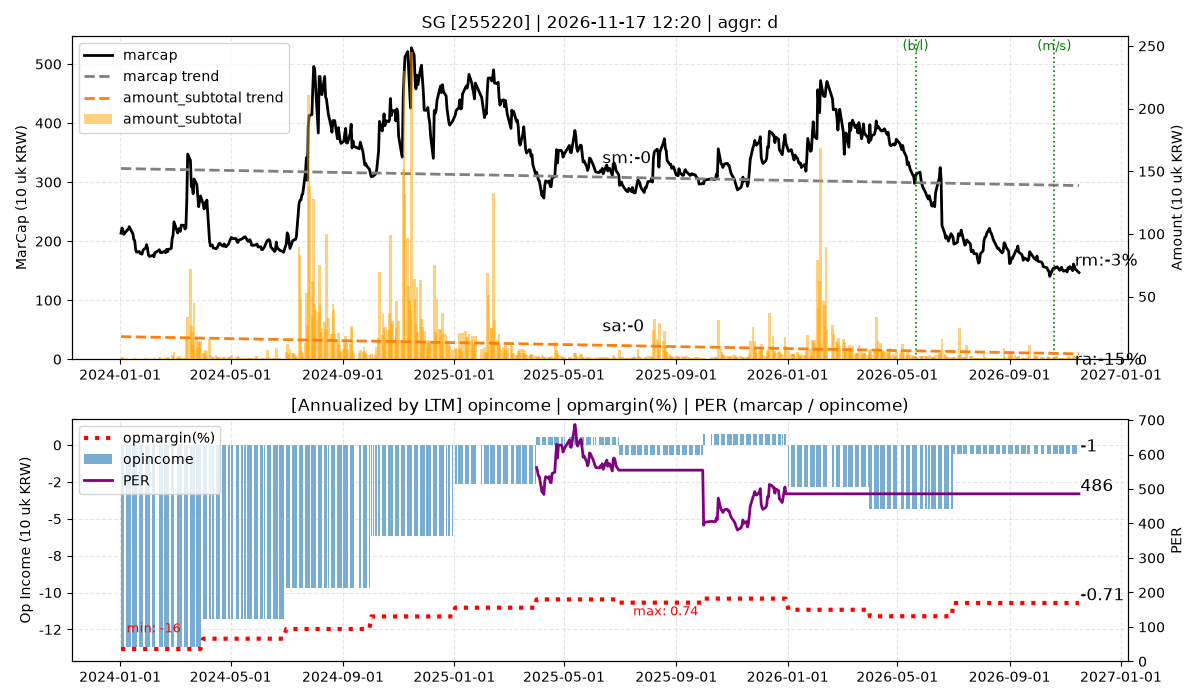 SG [255220] | 2026-11-17 12:20 | aggr: d
marcap
marcap trend
amount_subtotal trend
amount_subtotal
(b/l)
(m/s)
MarCap (10 uk KRW)
500
400
300
200
100
0
Amount (10 uk KRW)
250
200
150
100
50
0
sm:-0
sa:-0
rm:-3%
ra:-15%
2024-01-01
2024-05-01
2024-09-01
2025-01-01
2025-05-01
2025-09-01
2026-01-01
2026-05-01
2026-09-01
2027-01-01
[Annualized by LTM] opincome | opmargin(%) | PER (marcap / opincome)
opmargin(%)
opincome
PER
Op Income (10 uk KRW)
0
-2
-5
-8
-10
-12
PER
700
600
500
400
300
200
100
0
-1
486
-0.71
min: -16
max: 0.74
2024-01-01
2024-05-01
2024-09-01
2025-01-01
2025-05-01
2025-09-01
2026-01-01
2026-05-01
2026-09-01
2027-01-01